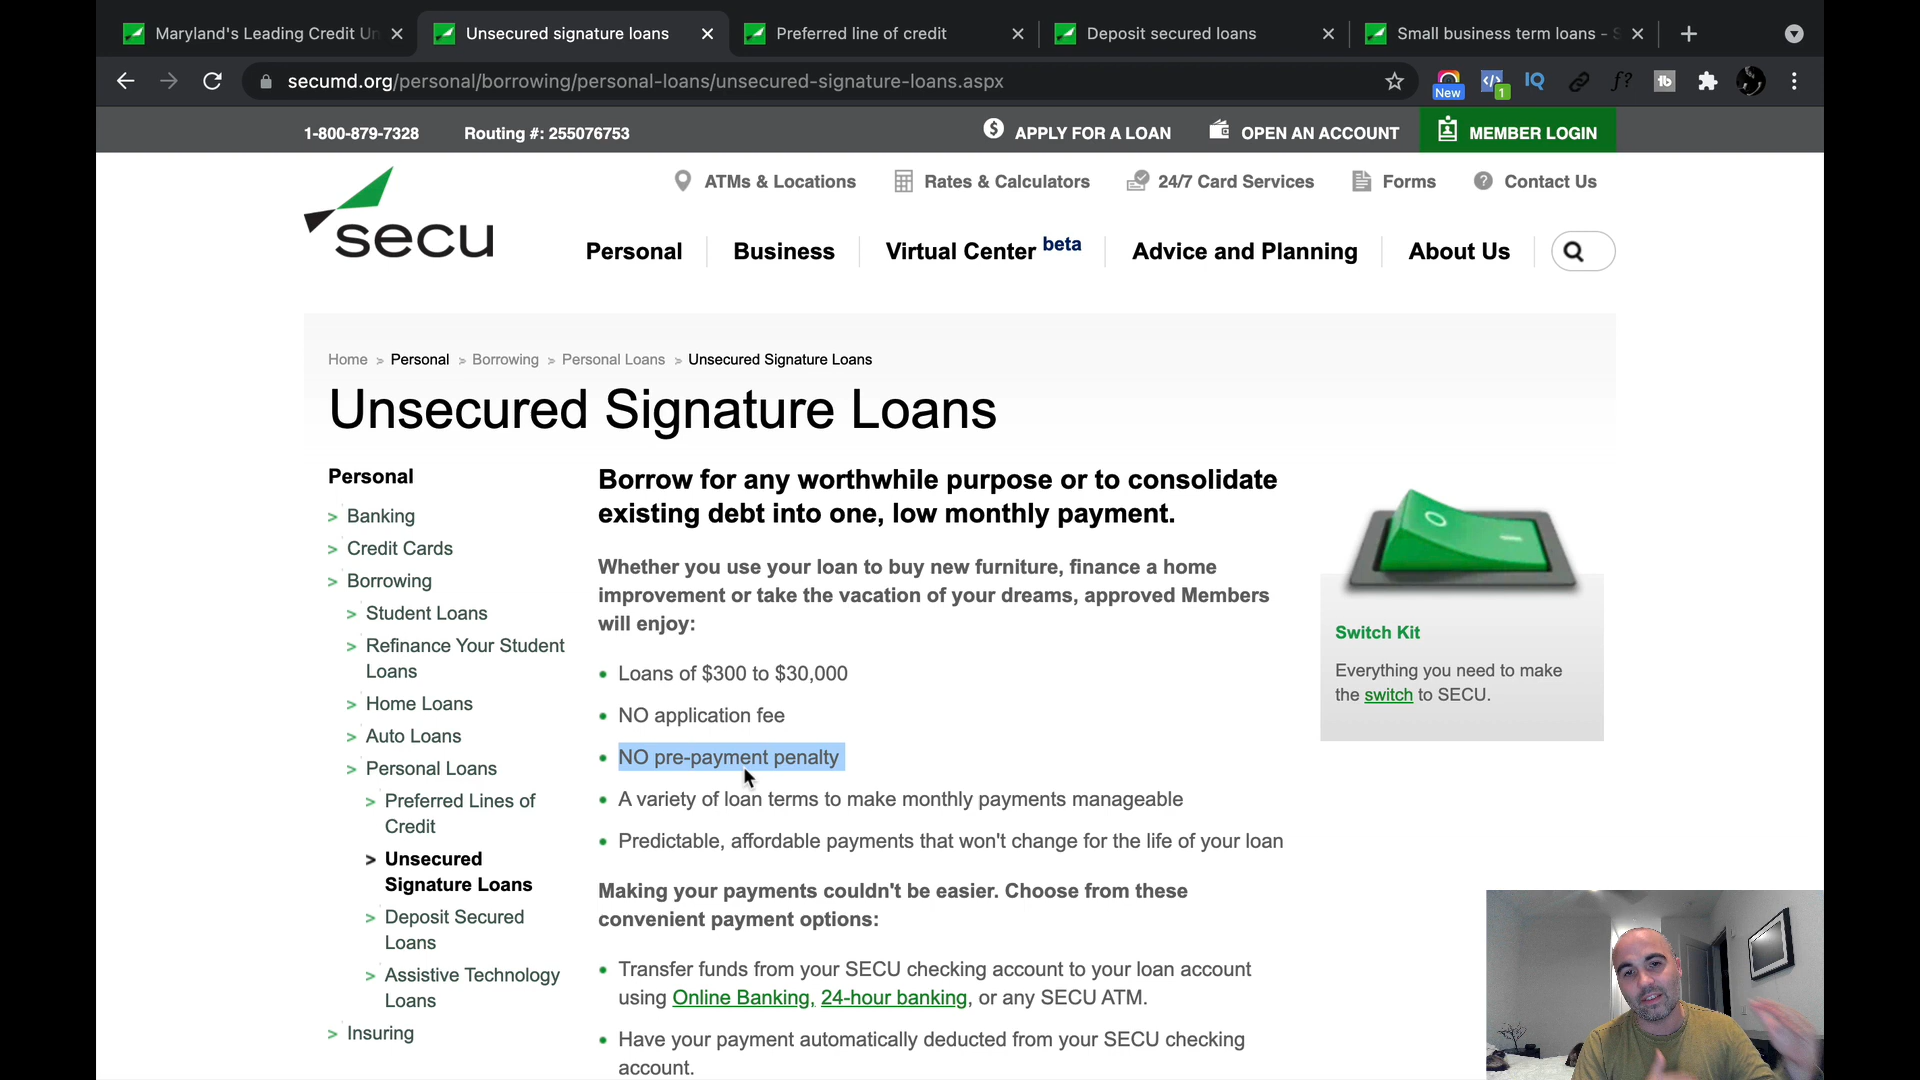 Maryland's Leading Credit Un
Unsecured signature loans
Preferred line of credit
Deposit secured loans
Small business term loans - S
secumd.org/personal/borrowing/personal-loans/unsecured-signature-loans.aspx
New
1
IQ
f?
tb
1-800-879-7328
Routing #: 255076753
APPLY FOR A LOAN
OPEN AN ACCOUNT
MEMBER LOGIN
ATMs & Locations
Rates & Calculators
24/7 Card Services
Forms
Contact Us
secu
Personal
Business
Virtual Center beta
Advice and Planning
About Us
Home > Personal > Borrowing > Personal Loans > Unsecured Signature Loans
Unsecured Signature Loans
Personal
> Banking
> Credit Cards
> Borrowing
> Student Loans
> Refinance Your Student
Loans
> Home Loans
> Auto Loans
> Personal Loans
> Preferred Lines of
Credit
> Unsecured
Signature Loans
> Deposit Secured
Loans
> Assistive Technology
Loans
> Insuring
Borrow for any worthwhile purpose or to consolidate
existing debt into one, low monthly payment.
Whether you use your loan to buy new furniture, finance a home
improvement or take the vacation of your dreams, approved Members
will enjoy:
• Loans of $300 to $30,000
• NO application fee
• NO pre-payment penalty
• A variety of loan terms to make monthly payments manageable
• Predictable, affordable payments that won't change for the life of your loan
Making your payments couldn't be easier. Choose from these
convenient payment options:
• Transfer funds from your SECU checking account to your loan account
using Online Banking, 24-hour banking, or any SECU ATM.
• Have your payment automatically deducted from your SECU checking
account.
Switch Kit
Everything you need to make
the switch to SECU.